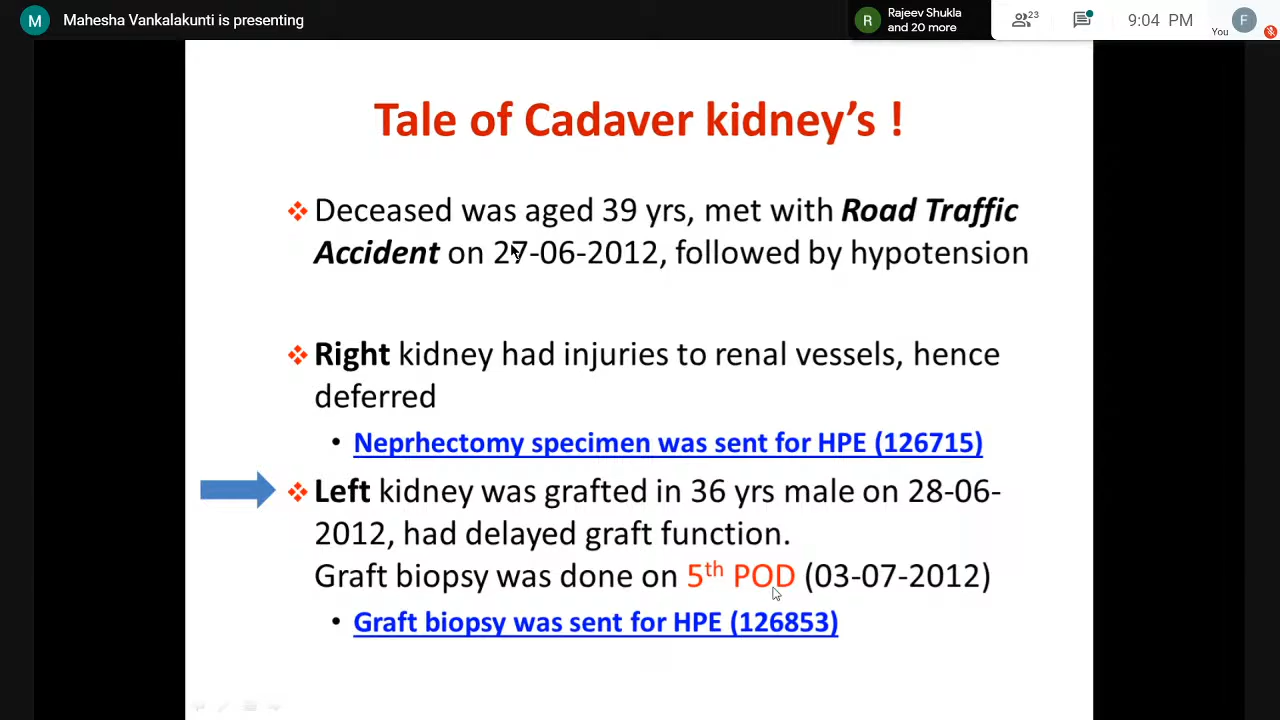 M Mahesha Vankalakunti is presenting
R Rajeev Shukla
and 20 more
23
9:04 PM
You
F
Tale of Cadaver kidney's !
Deceased was aged 39 yrs, met with Road Traffic
Accident on 27-06-2012, followed by hypotension
Right kidney had injuries to renal vessels, hence
deferred
• Neprhectomy specimen was sent for HPE (126715)
Left kidney was grafted in 36 yrs male on 28-06-
2012, had delayed graft function.
Graft biopsy was done on 5th POD (03-07-2012)
• Graft biopsy was sent for HPE (126853)